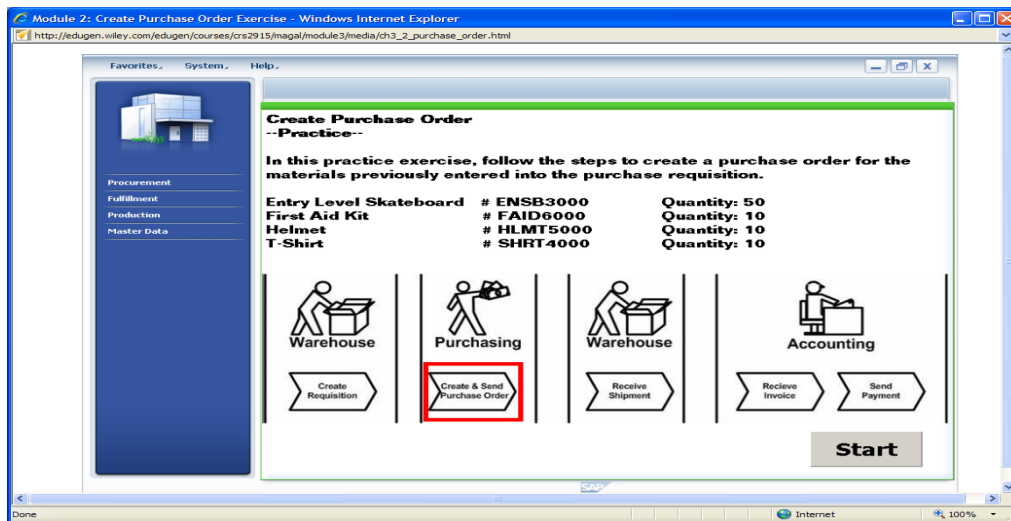 Module 2: Create Purchase Order Exercise - Windows Internet Explorer
http://edugen.wiley.com/edugen/courses/crs2915/magal/module3/media/ch3_2_purchase_order.html
Favorites System Help
Create Purchase Order
--Practice--
In this practice exercise, follow the steps to create a purchase order for the
materials previously entered into the purchase requisition.
Procurement
Fulfillment
Production
Master Data
Entry Level Skateboard # ENSB3000 Quantity: 50
First Aid Kit # FAID6000 Quantity: 10
Helmet # HLMT5000 Quantity: 10
T-Shirt # SHRT4000 Quantity: 10
Warehouse Purchasing Warehouse Accounting
Create
Requisition
Create & Send
Purchase Order
Receive
Shipment
Recieve
Invoice
Send
Payment
Start
SAP
Done Internet 100%